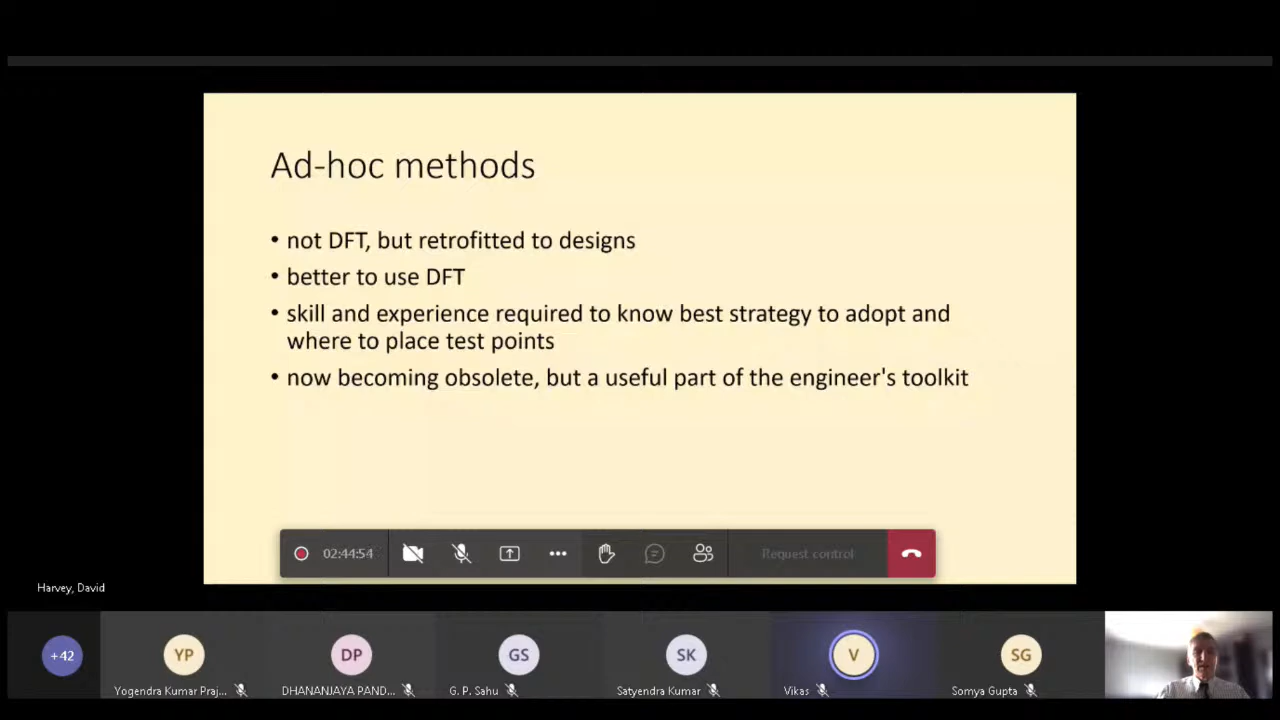 Ad-hoc methods
• not DFT, but retrofitted to designs
• better to use DFT
• skill and experience required to know best strategy to adopt and
where to place test points
• now becoming obsolete, but a useful part of the engineer's toolkit
02:44:54
Request control
Harvey, David
+42
YP
DP
GS
SK
V
SG
Yogendra Kumar Praj...
DHANANJAYA PAND...
G. P. Sahu
Satyendra Kumar
Vikas
Somya Gupta